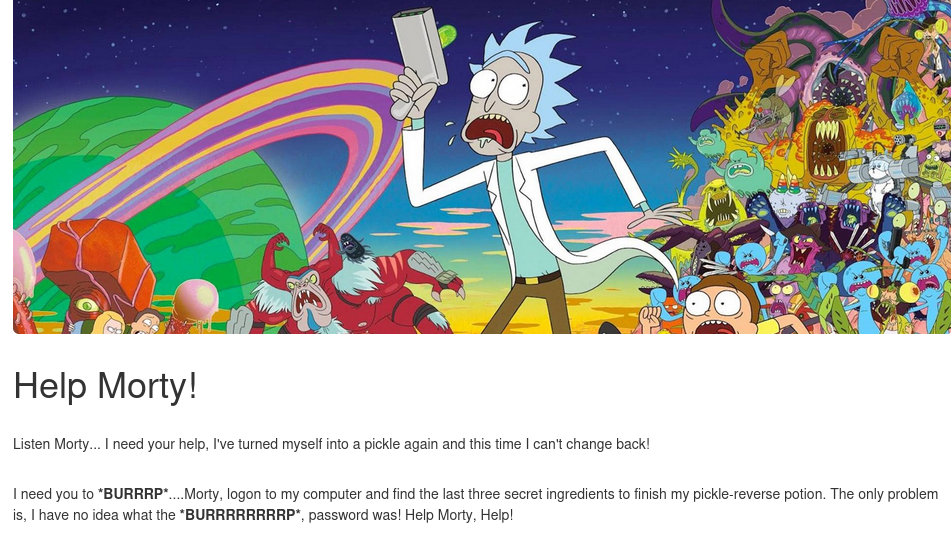 Help Morty!
Listen Morty... I need your help, I've turned myself into a pickle again and this time I can't change back!
I need you to *BURRRP*....Morty, logon to my computer and find the last three secret ingredients to finish my pickle-reverse potion. The only problem
is, I have no idea what the *BURRRRRRRRP*, password was! Help Morty, Help!